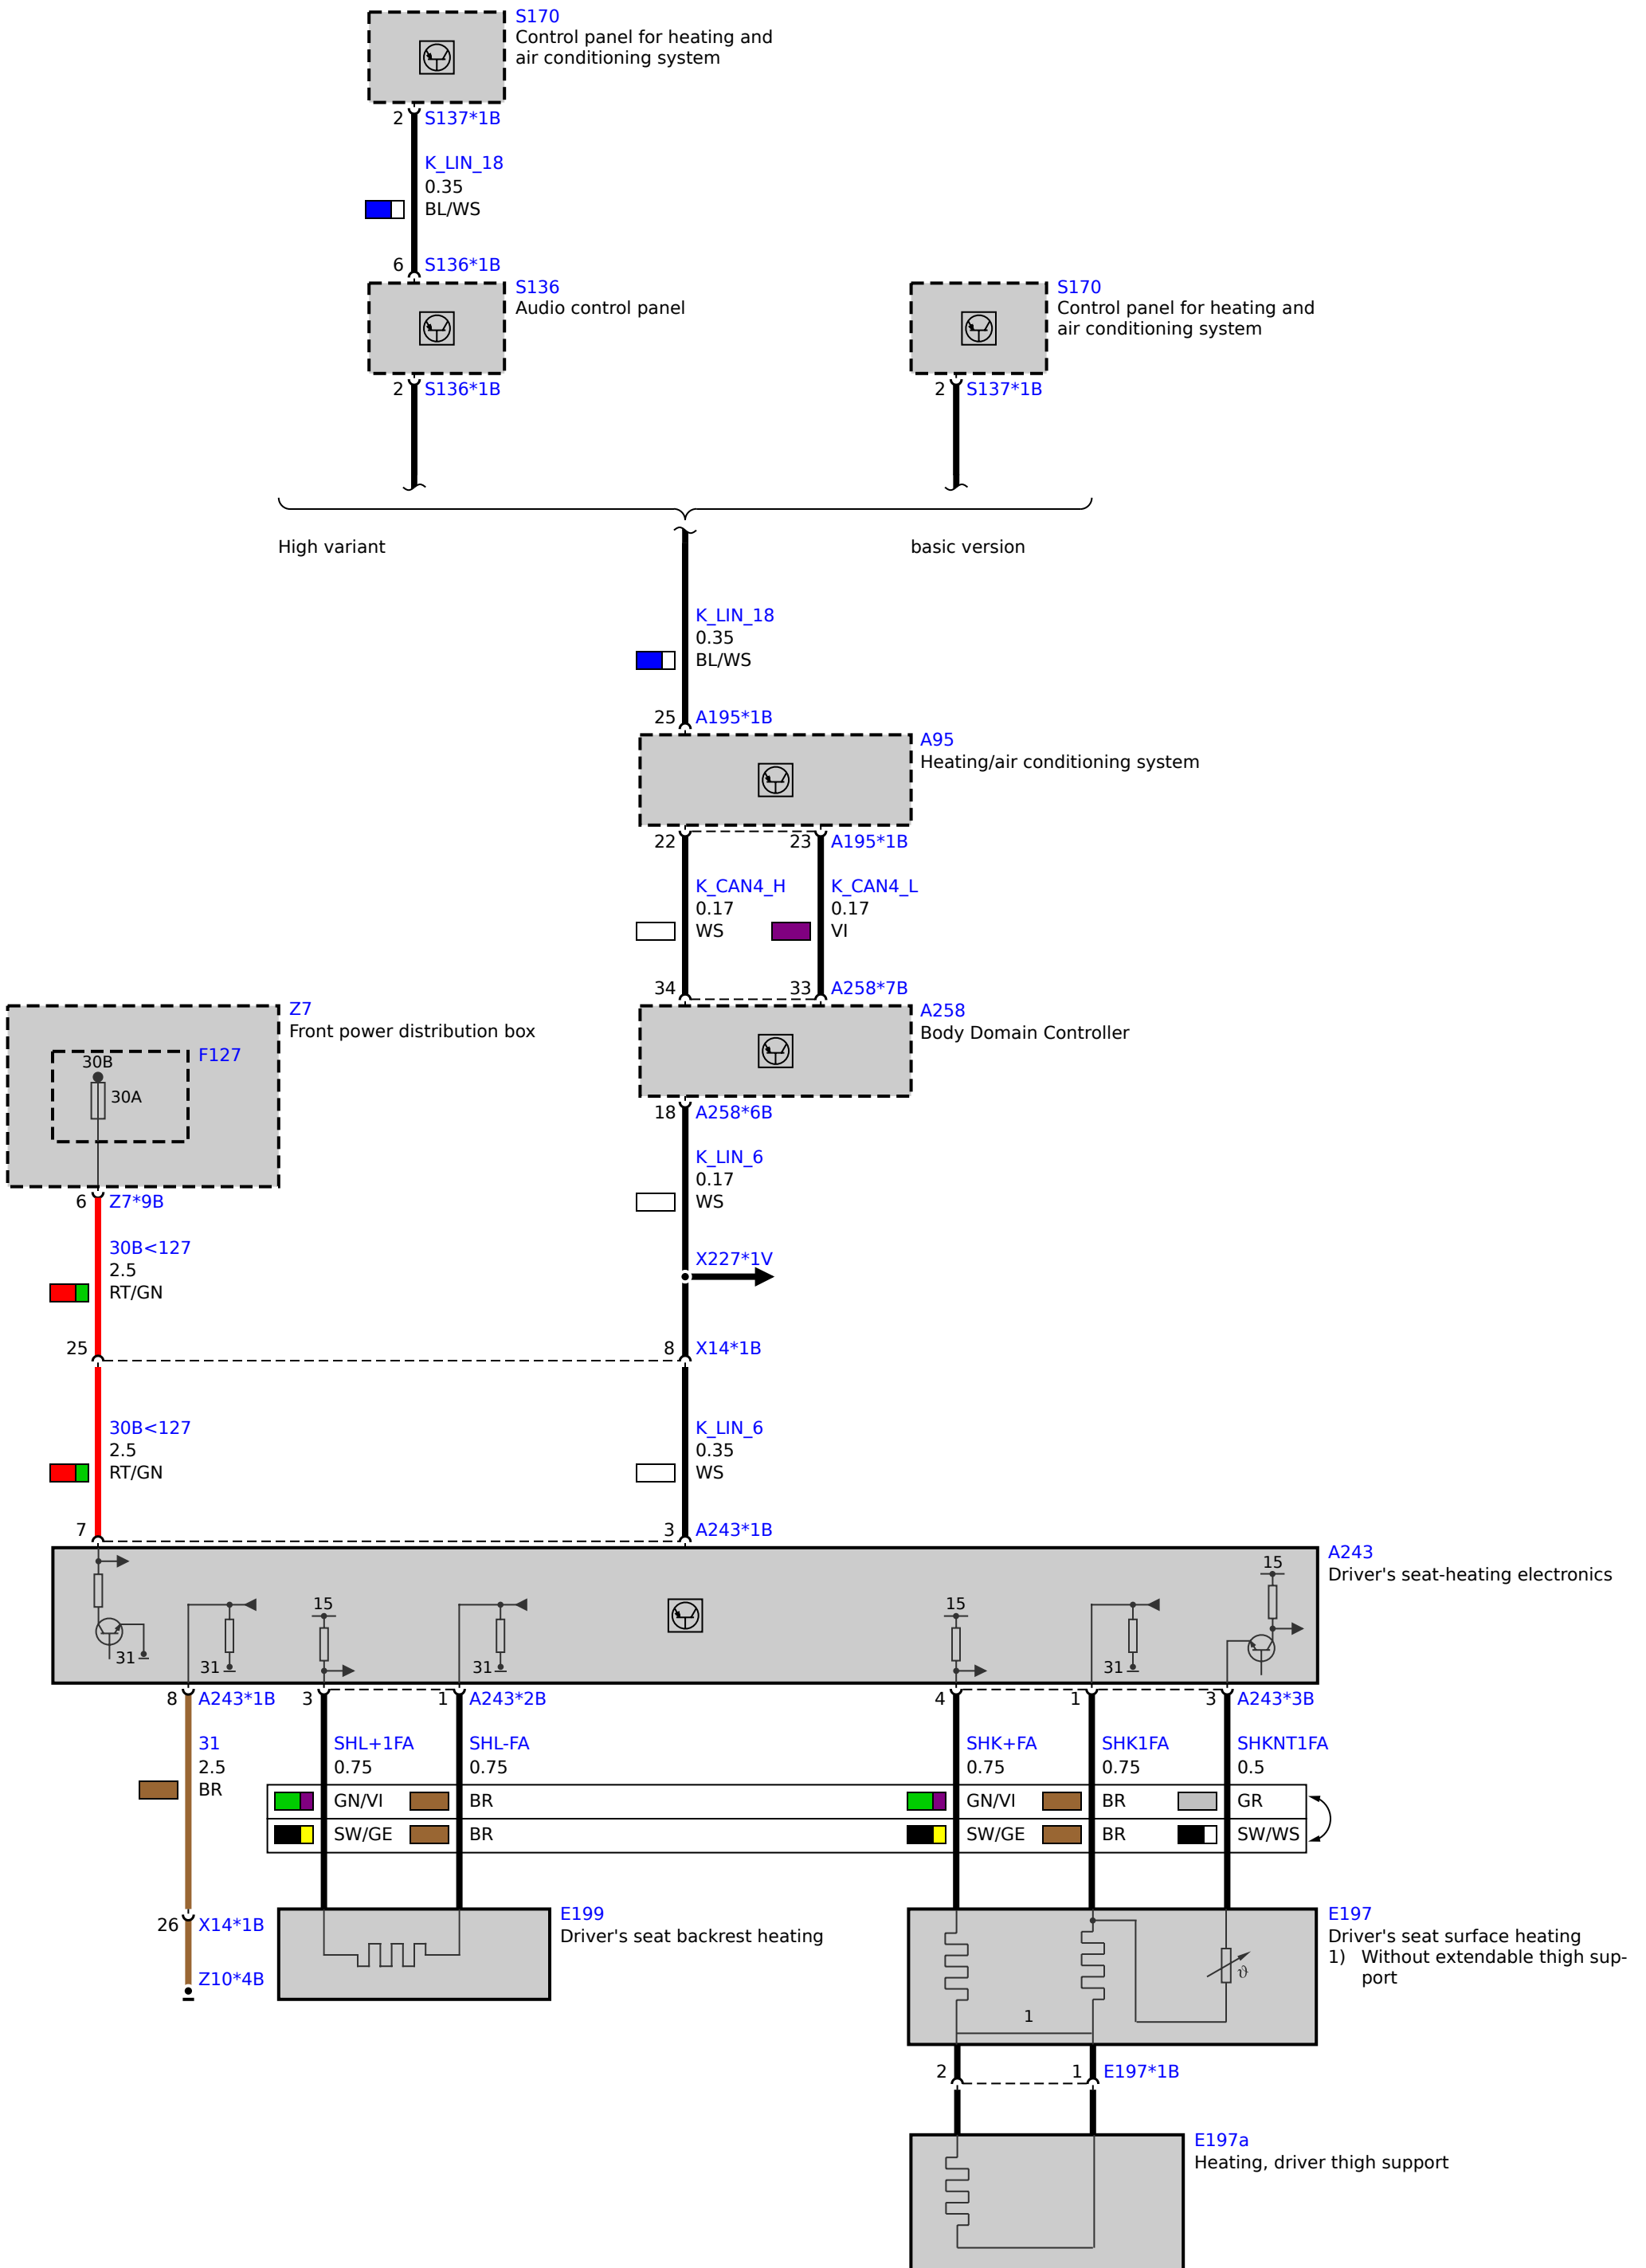 S170
Control panel for heating and
air conditioning system
2 S137*1B
K_LIN_18
0.35
BL/WS
6 S136*1B
S136
Audio control panel
2 S136*1B
S170
Control panel for heating and
air conditioning system
2 S137*1B
High variant
basic version
K_LIN_18
0.35
BL/WS
25 A195*1B
A95
Heating/air conditioning system
22 23 A195*1B
K_CAN4_H K_CAN4_L
0.17 0.17
WS VI
34 33 A258*7B
A258
Body Domain Controller
Z7
Front power distribution box
F127
30B
30A
18 A258*6B
K_LIN_6
0.17
WS
6 Z7*9B
30B<127
2.5
RT/GN
X227*1V
25 8 X14*1B
30B<127 K_LIN_6
2.5 0.35
RT/GN WS
7 3 A243*1B
A243
Driver's seat-heating electronics
15
15 15
31 31 31 31
8 A243*1B 3 1 A243*2B 4 1 3 A243*3B
31 SHL+1FA SHL-FA SHK+FA SHK1FA SHKNT1FA
2.5 0.75 0.75 0.75 0.75 0.5
BR
GN/VI BR GN/VI BR GR
SW/GE BR SW/GE BR SW/WS
26 X14*1B
Z10*4B
E199
Driver's seat backrest heating
E197
Driver's seat surface heating
1) Without extendable thigh sup-
port
ϑ
1
2 1 E197*1B
E197a
Heating, driver thigh support